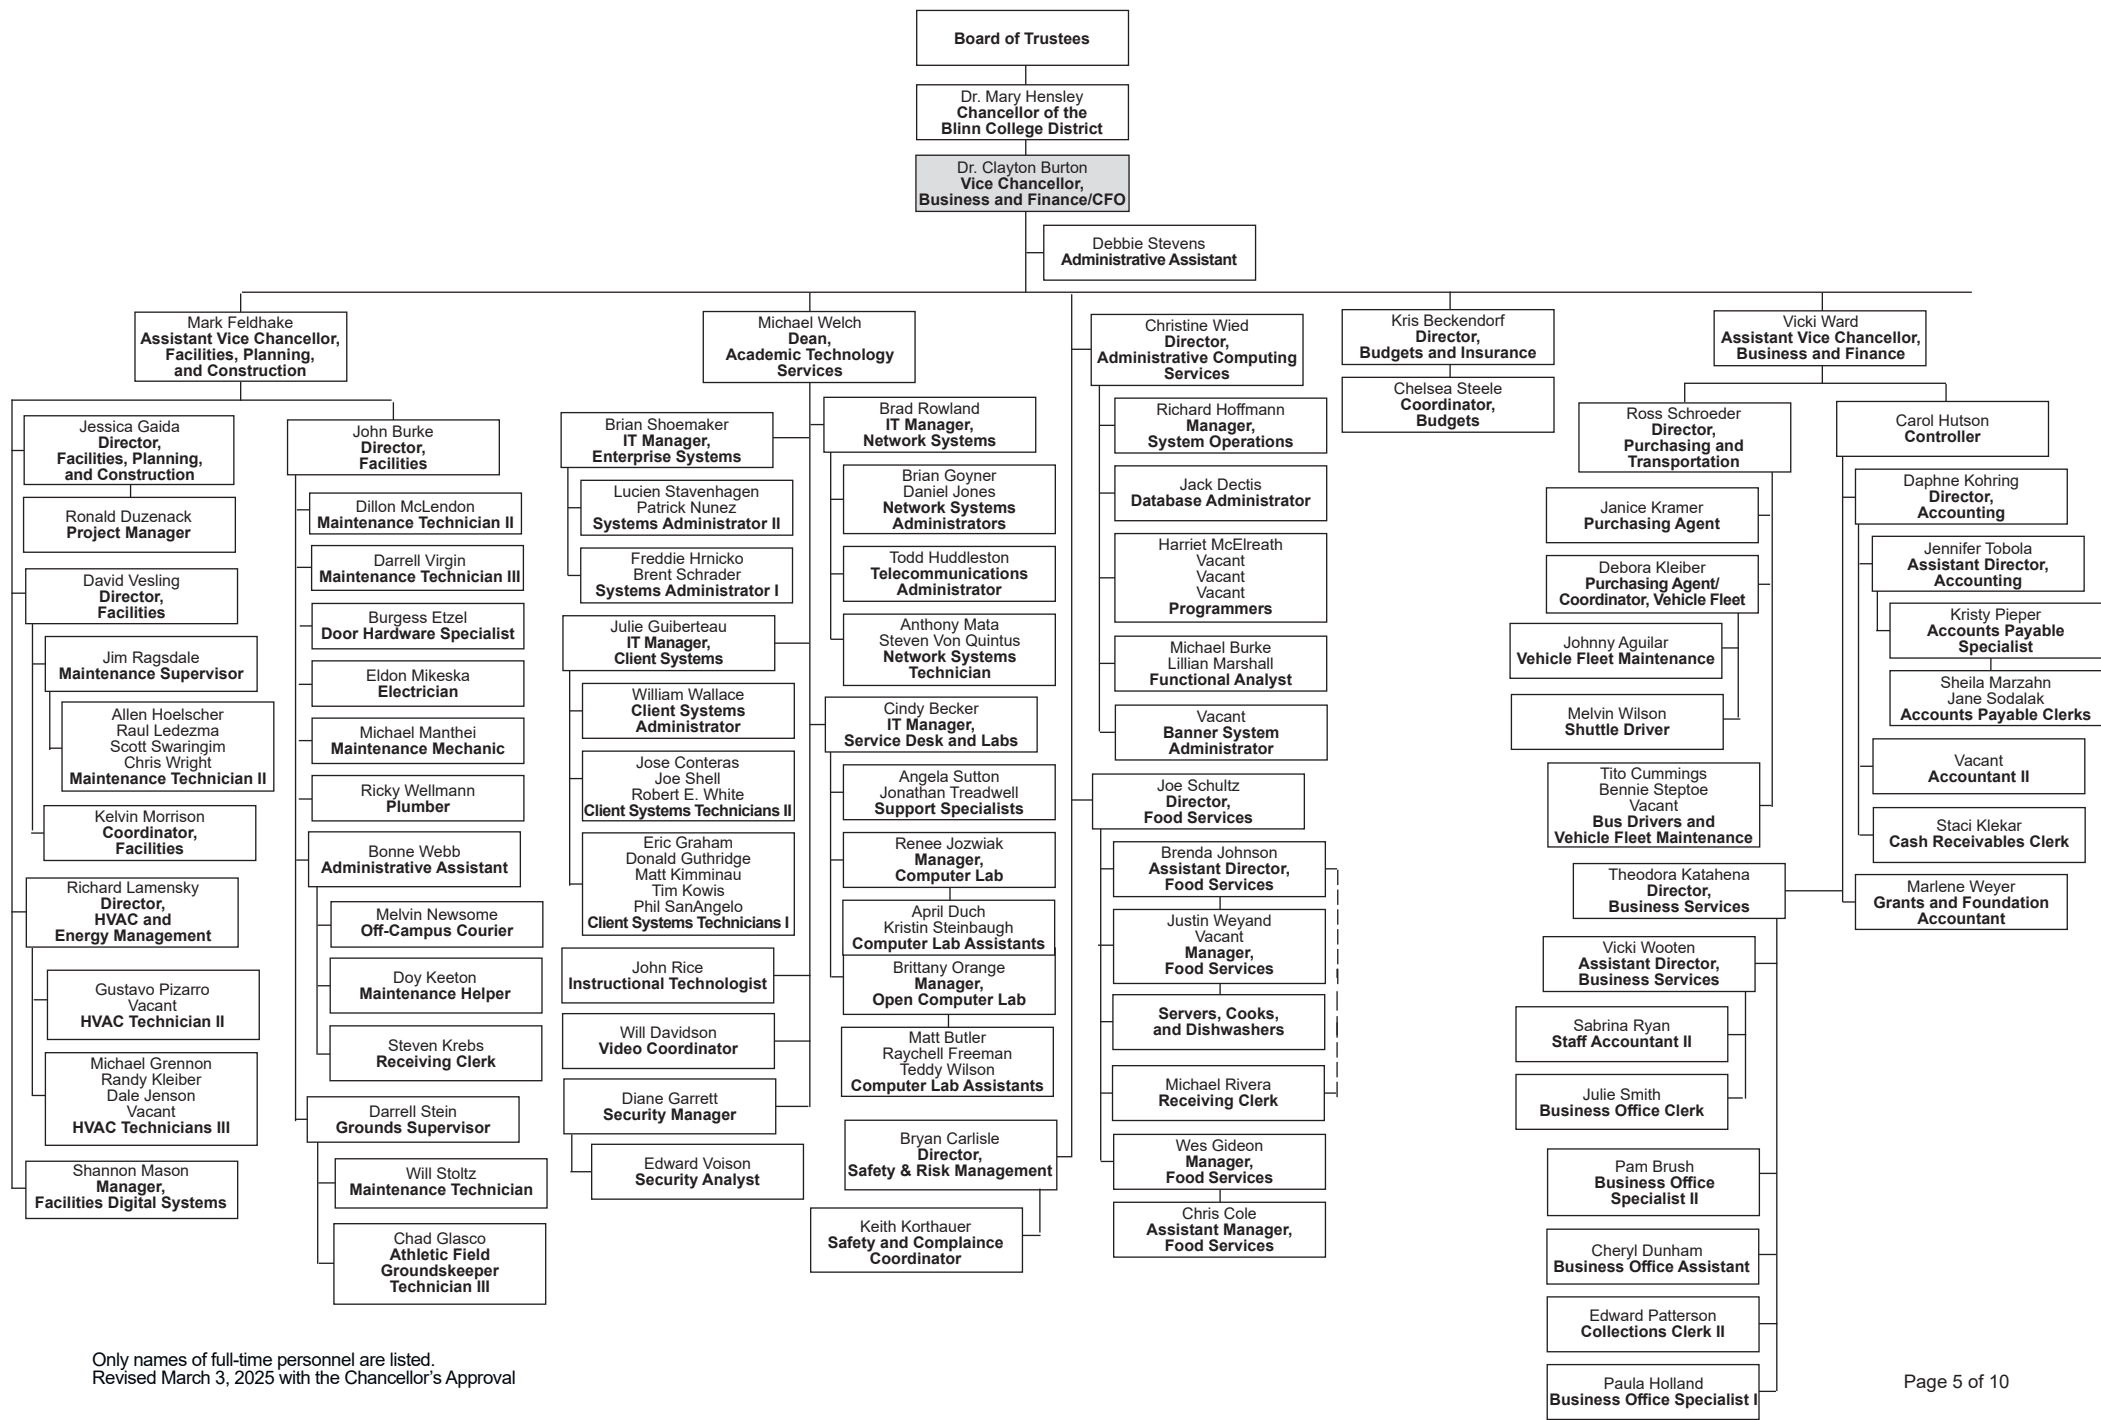 Board of Trustees
Dr. Mary Hensley
Chancellor of the
Blinn College District
Dr. Clayton Burton
Vice Chancellor,
Business and Finance/CFO
Debbie Stevens
Administrative Assistant
Mark Feldhake
Assistant Vice Chancellor,
Facilities, Planning,
and Construction
Jessica Gaida
Director,
Facilities, Planning,
and Construction
Ronald Duzenack
Project Manager
David Vesling
Director,
Facilities
Jim Ragsdale
Maintenance Supervisor
Allen Hoelscher
Raul Ledezma
Scott Swaringim
Chris Wright
Maintenance Technician II
Kelvin Morrison
Coordinator,
Facilities
Richard Lamensky
Director,
HVAC and
Energy Management
Gustavo Pizarro
Vacant
HVAC Technician II
Michael Grennon
Randy Kleiber
Dale Jenson
Vacant
HVAC Technicians III
Shannon Mason
Manager,
Facilities Digital Systems
John Burke
Director,
Facilities
Dillon McLendon
Maintenance Technician II
Darrell Virgin
Maintenance Technician III
Burgess Etzel
Door Hardware Specialist
Eldon Mikeska
Electrician
Michael Manthei
Maintenance Mechanic
Ricky Wellmann
Plumber
Bonne Webb
Administrative Assistant
Melvin Newsome
Off-Campus Courier
Doy Keeton
Maintenance Helper
Steven Krebs
Receiving Clerk
Darrell Stein
Grounds Supervisor
Will Stoltz
Maintenance Technician
Chad Glasco
Athletic Field
Groundskeeper
Technician III
Michael Welch
Dean,
Academic Technology
Services
Brian Shoemaker
IT Manager,
Enterprise Systems
Lucien Stavenhagen
Patrick Nunez
Systems Administrator II
Freddie Hrnicko
Brent Schrader
Systems Administrator I
Julie Guiberteau
IT Manager,
Client Systems
William Wallace
Client Systems
Administrator
Jose Conteras
Joe Shell
Robert E. White
Client Systems Technicians II
Eric Graham
Donald Guthridge
Matt Kimminau
Tim Kowis
Phil SanAngelo
Client Systems Technicians I
John Rice
Instructional Technologist
Will Davidson
Video Coordinator
Diane Garrett
Security Manager
Edward Voison
Security Analyst
Brad Rowland
IT Manager,
Network Systems
Brian Goyner
Daniel Jones
Network Systems
Administrators
Todd Huddleston
Telecommunications
Administrator
Anthony Mata
Steven Von Quintus
Network Systems
Technician
Cindy Becker
IT Manager,
Service Desk and Labs
Angela Sutton
Jonathan Treadwell
Support Specialists
Renee Jozwiak
Manager,
Computer Lab
April Duch
Kristin Steinbaugh
Computer Lab Assistants
Brittany Orange
Manager,
Open Computer Lab
Matt Butler
Raychell Freeman
Teddy Wilson
Computer Lab Assistants
Bryan Carlisle
Director,
Safety & Risk Management
Keith Korthauer
Safety and Complaince
Coordinator
Christine Wied
Director,
Administrative Computing
Services
Richard Hoffmann
Manager,
System Operations
Jack Dectis
Database Administrator
Harriet McElreath
Vacant
Vacant
Vacant
Programmers
Michael Burke
Lillian Marshall
Functional Analyst
Vacant
Banner System
Administrator
Joe Schultz
Director,
Food Services
Brenda Johnson
Assistant Director,
Food Services
Justin Weyand
Vacant
Manager,
Food Services
Servers, Cooks,
and Dishwashers
Michael Rivera
Receiving Clerk
Wes Gideon
Manager,
Food Services
Chris Cole
Assistant Manager,
Food Services
Kris Beckendorf
Director,
Budgets and Insurance
Chelsea Steele
Coordinator,
Budgets
Vicki Ward
Assistant Vice Chancellor,
Business and Finance
Ross Schroeder
Director,
Purchasing and
Transportation
Janice Kramer
Purchasing Agent
Debora Kleiber
Purchasing Agent/
Coordinator, Vehicle Fleet
Johnny Aguilar
Vehicle Fleet Maintenance
Melvin Wilson
Shuttle Driver
Tito Cummings
Bennie Steptoe
Vacant
Bus Drivers and
Vehicle Fleet Maintenance
Carol Hutson
Controller
Daphne Kohring
Director,
Accounting
Jennifer Tobola
Assistant Director,
Accounting
Kristy Pieper
Accounts Payable
Specialist
Sheila Marzahn
Jane Sodalak
Accounts Payable Clerks
Vacant
Accountant II
Staci Klekar
Cash Receivables Clerk
Marlene Weyer
Grants and Foundation
Accountant
Theodora Katahena
Director,
Business Services
Vicki Wooten
Assistant Director,
Business Services
Sabrina Ryan
Staff Accountant II
Julie Smith
Business Office Clerk
Pam Brush
Business Office
Specialist II
Cheryl Dunham
Business Office Assistant
Edward Patterson
Collections Clerk II
Paula Holland
Business Office Specialist I
Only names of full-time personnel are listed.
Revised March 3, 2025 with the Chancellor's Approval
Page 5 of 10